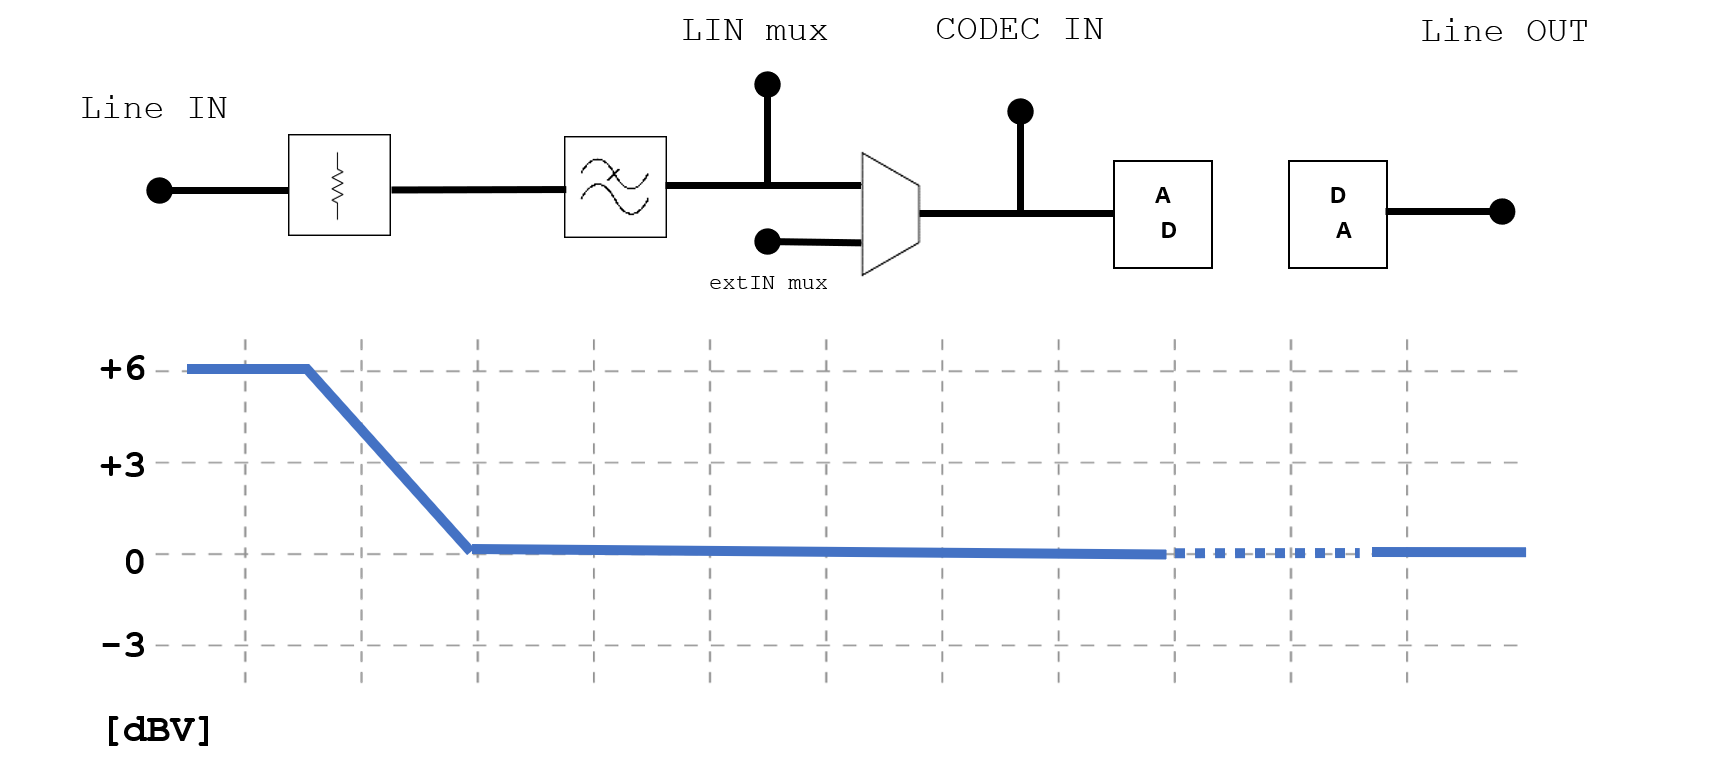 LIN mux
CODEC IN
Line OUT
Line IN
A
D
D
A
extIN mux
+6
+3
0
-3
[dBV]